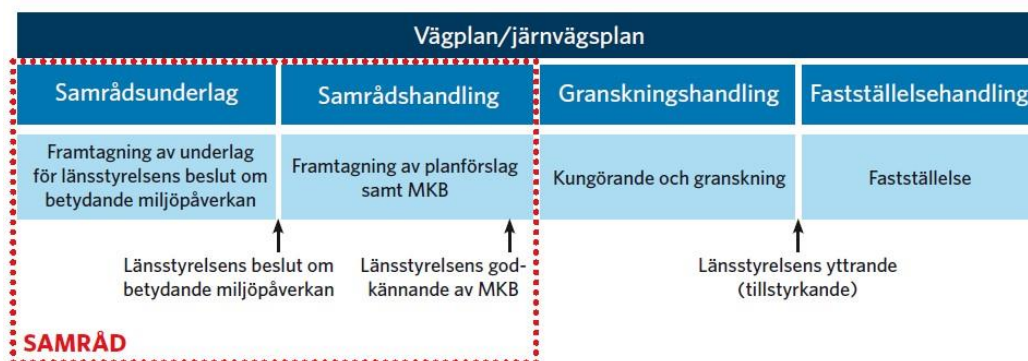 Vägplan/järnvägsplan
Samrådsunderlag
Samrådshandling
Granskningshandling
Fastställelsehandling
Framtagning av underlag
för länsstyrelsens beslut om
betydande miljöpåverkan
Framtagning av planförslag
samt MKB
Kungörande och granskning
Fastställelse
Länsstyrelsens beslut om
betydande miljöpåverkan
Länsstyrelsens god-
kännande av MKB
Länsstyrelsens yttrande
(tillstyrkande)
SAMRÅD